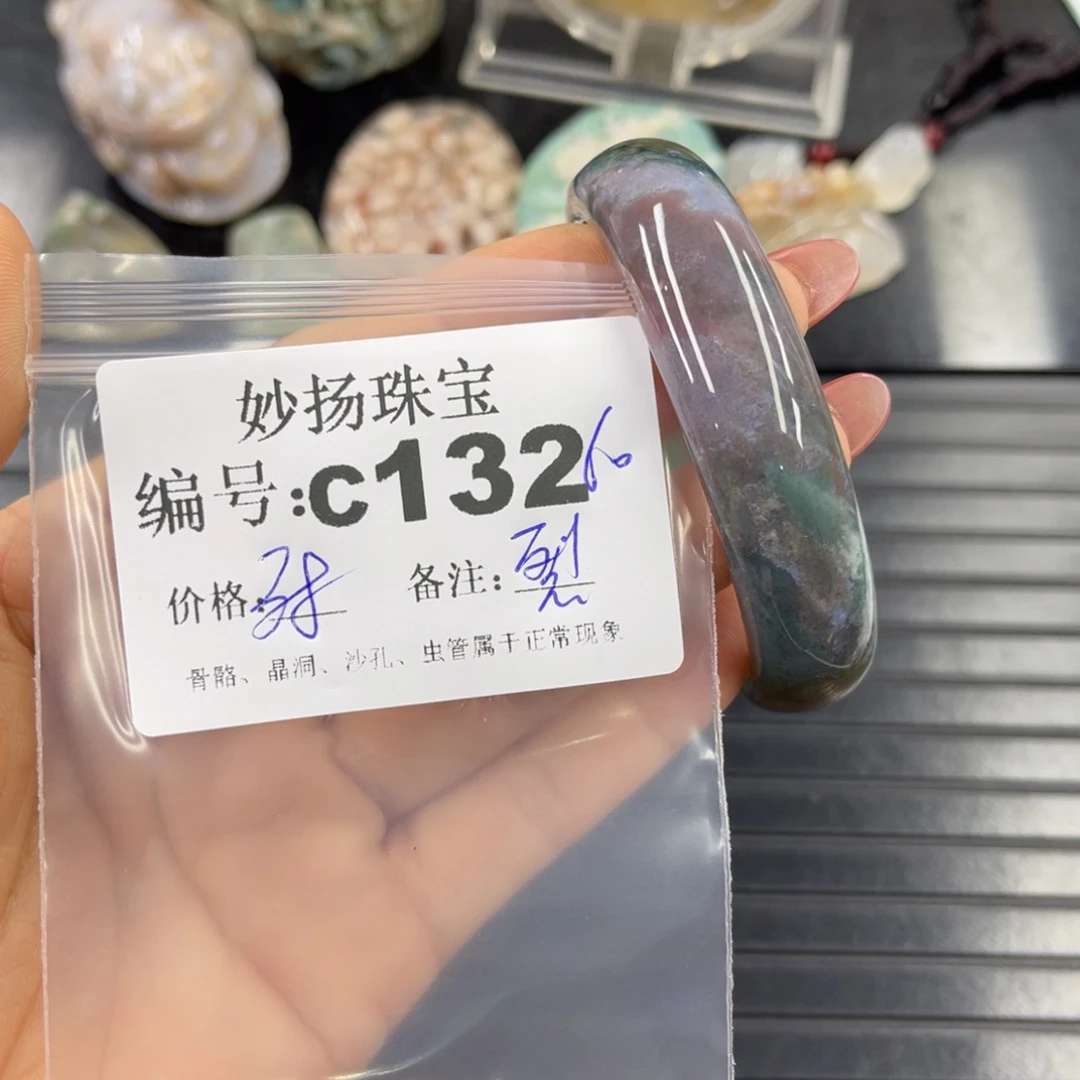 妙扬珠宝
编号:c132
价格: 备注:裂
骨骼、晶洞、沙孔、虫管属于正常现象